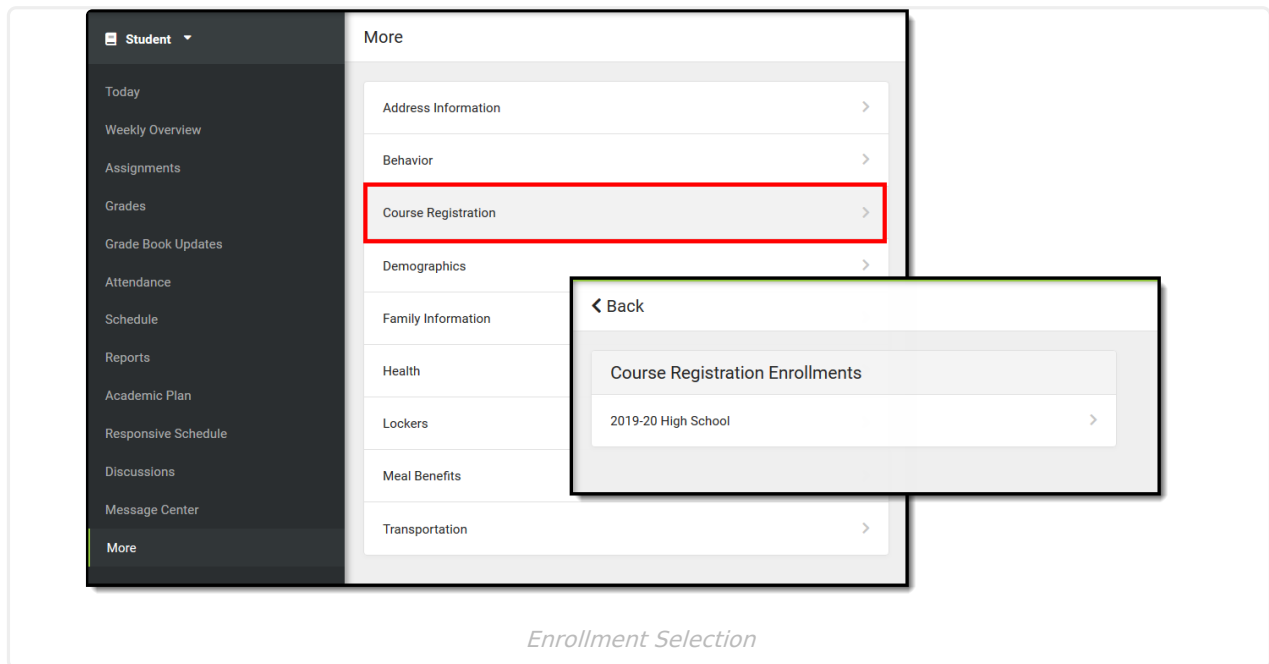 Student
Today
Weekly Overview
Assignments
Grades
Grade Book Updates
Attendance
Schedule
Reports
Academic Plan
Responsive Schedule
Discussions
Message Center
More
More
Address Information
Behavior
Course Registration
Demographics
Family Information
Health
Lockers
Meal Benefits
Transportation
Back
Course Registration Enrollments
2019-20 High School
Enrollment Selection